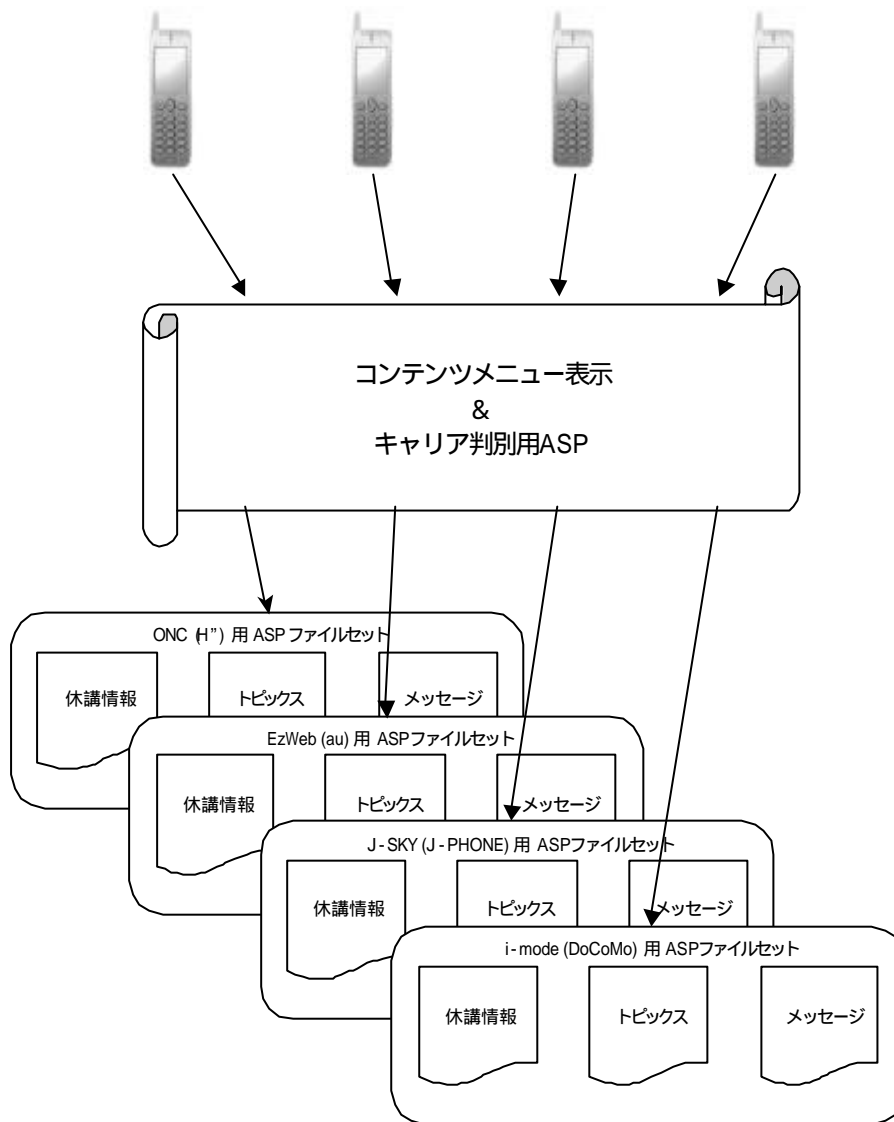 コンテンツメニュー表示
&
キャリア判別用ASP
ONC (H”) 用 ASP ファイルセット
休講情報
トピックス
メッセージ
EzWeb (au) 用 ASPファイルセット
休講情報
トピックス
メッセージ
J-SKY (J-PHONE) 用 ASPファイルセット
休講情報
トピックス
メッセージ
i-mode (DoCoMo) 用 ASPファイルセット
休講情報
トピックス
メッセージ